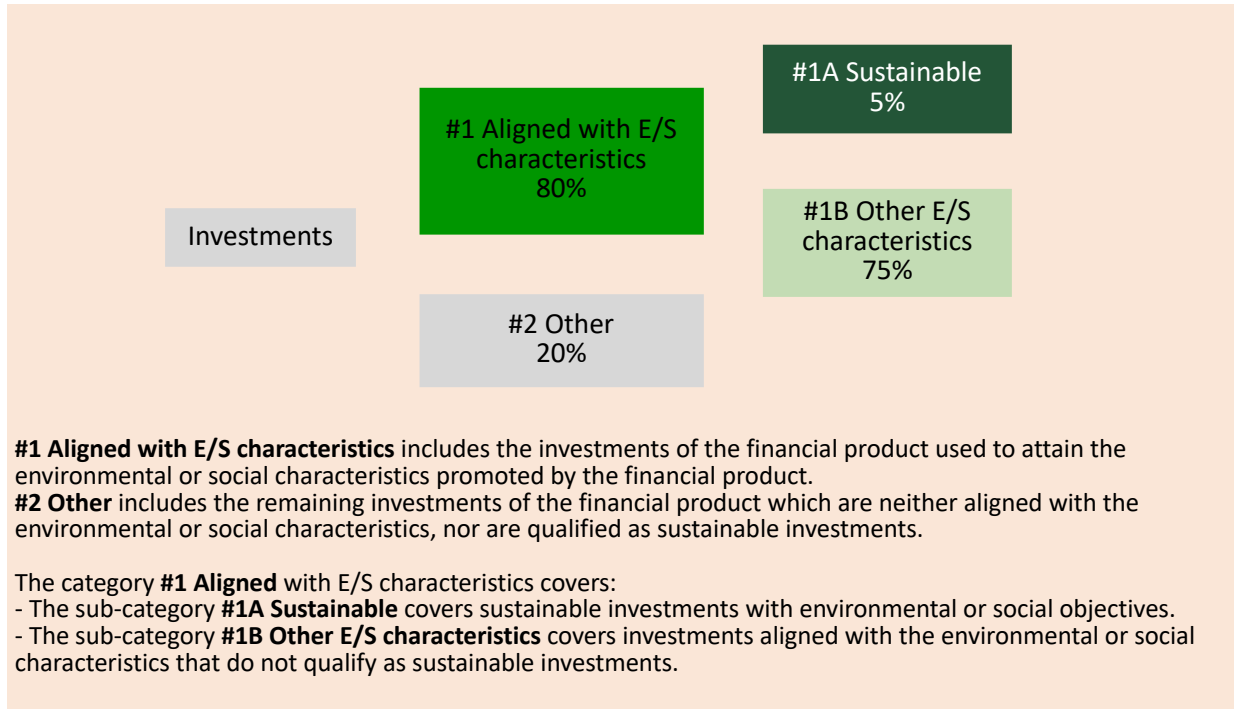 #1A Sustainable
5%
#1 Aligned with E/S
characteristics
80%
#1B Other E/S
characteristics
75%
Investments
#2 Other
20%
#1 Aligned with E/S characteristics includes the investments of the financial product used to attain the
environmental or social characteristics promoted by the financial product.
#2 Other includes the remaining investments of the financial product which are neither aligned with the
environmental or social characteristics, nor are qualified as sustainable investments.
The category #1 Aligned with E/S characteristics covers:
- The sub-category #1A Sustainable covers sustainable investments with environmental or social objectives.
- The sub-category #1B Other E/S characteristics covers investments aligned with the environmental or social
characteristics that do not qualify as sustainable investments.